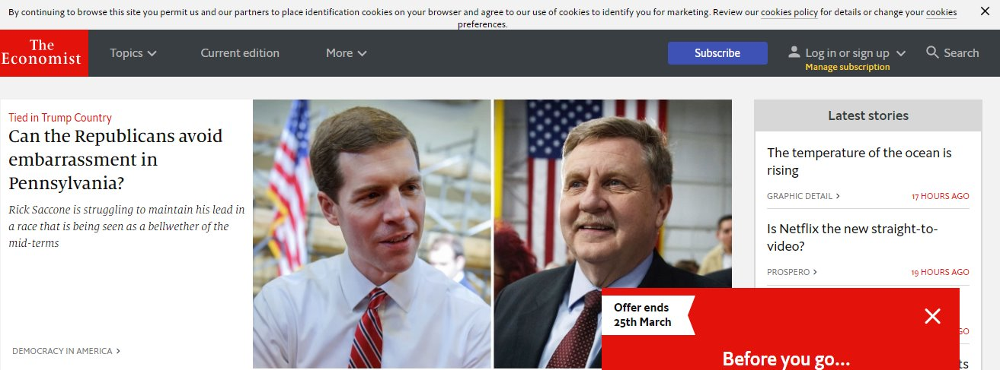 By continuing to browse this site you permit us and our partners to place identification cookies on your browser and agree to our use of cookies to identify you for marketing. Review our cookies policy for details or change your cookies
preferences.
The
Economist
Topics
Current edition
More
Subscribe
Log in or sign up
Manage subscription
Search
Tied in Trump Country
Can the Republicans avoid
embarrassment in
Pennsylvania?
Rick Saccone is struggling to maintain his lead in
a race that is being seen as a bellwether of the
mid-terms
DEMOCRACY IN AMERICA
Latest stories
The temperature of the ocean is
rising
GRAPHIC DETAIL
17 HOURS AGO
Is Netflix the new straight-to-
video?
PROSPERO
19 HOURS AGO
Offer ends
25th March
Before you go...